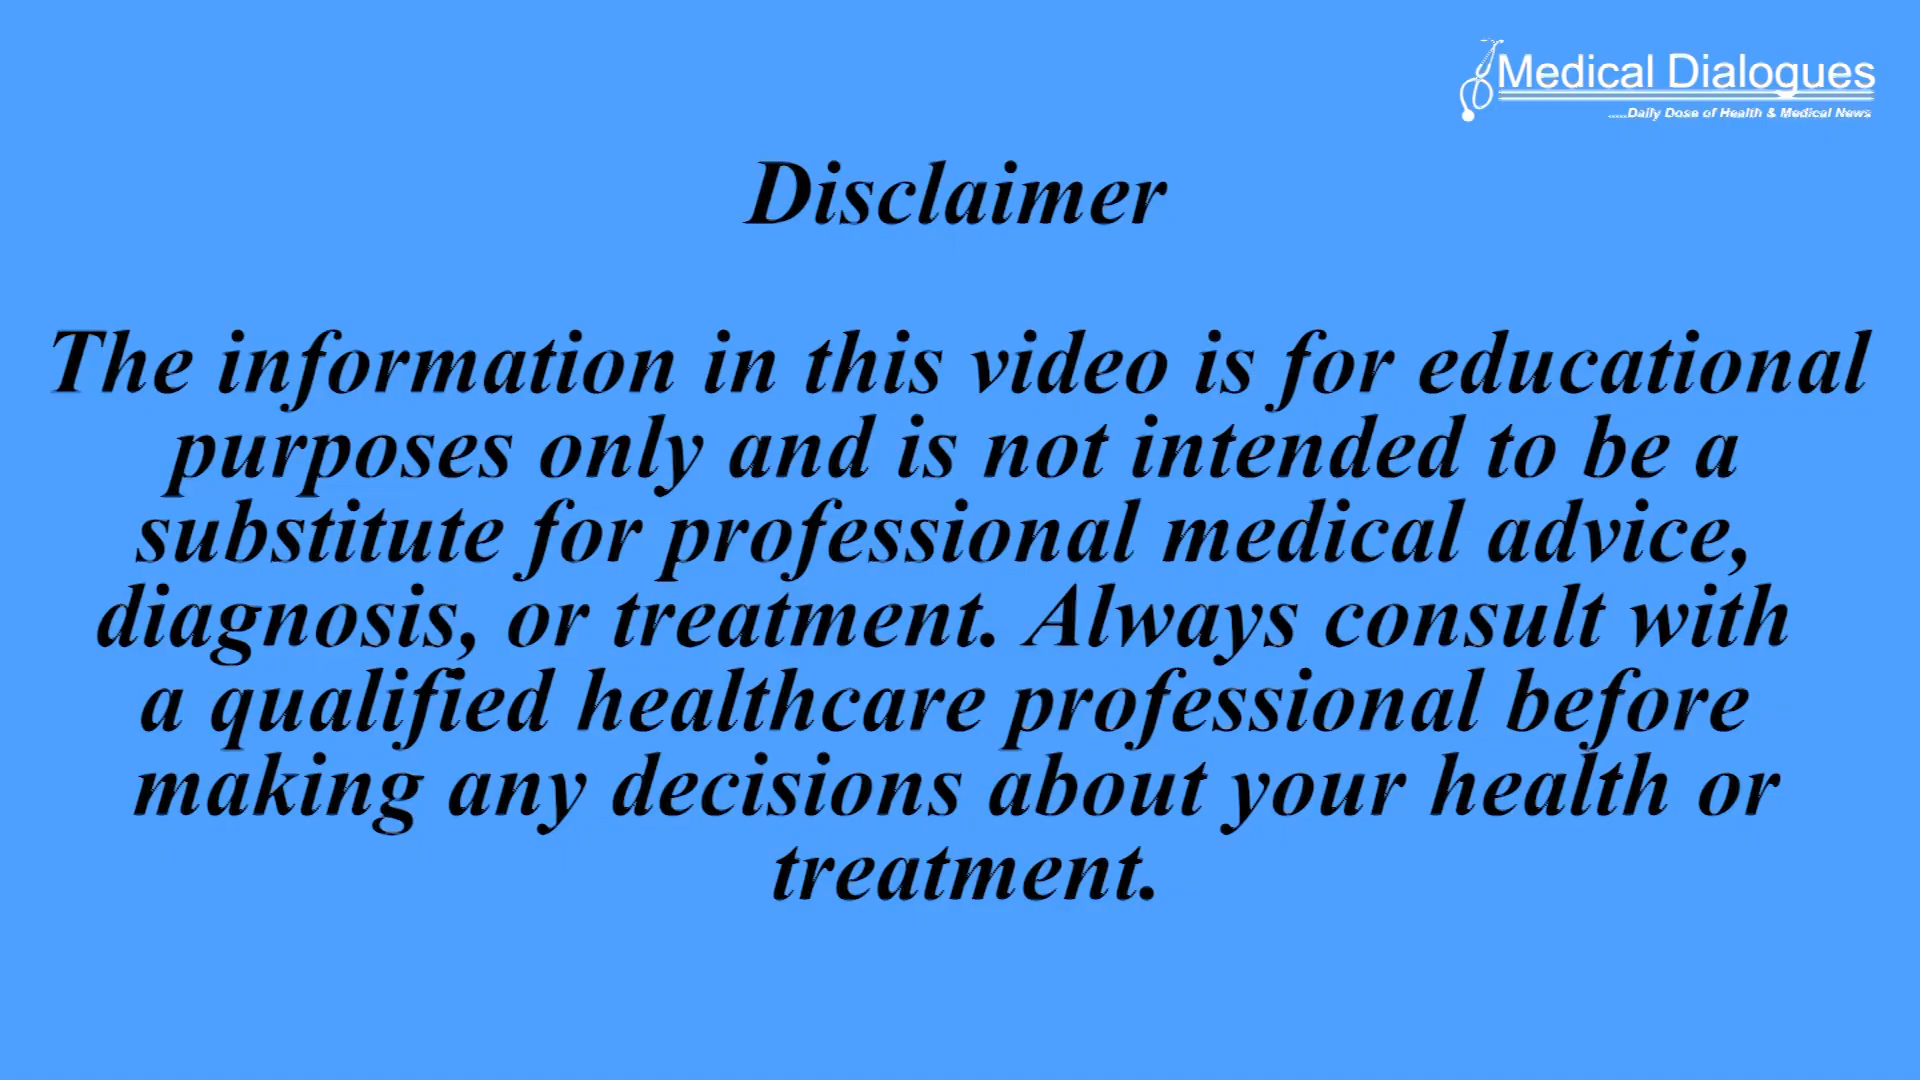 Medical Dialogues
.....Daily Dose of Health & Medical News
Disclaimer
The information in this video is for educational
purposes only and is not intended to be a
substitute for professional medical advice,
diagnosis, or treatment. Always consult with
a qualified healthcare professional before
making any decisions about your health or
treatment.